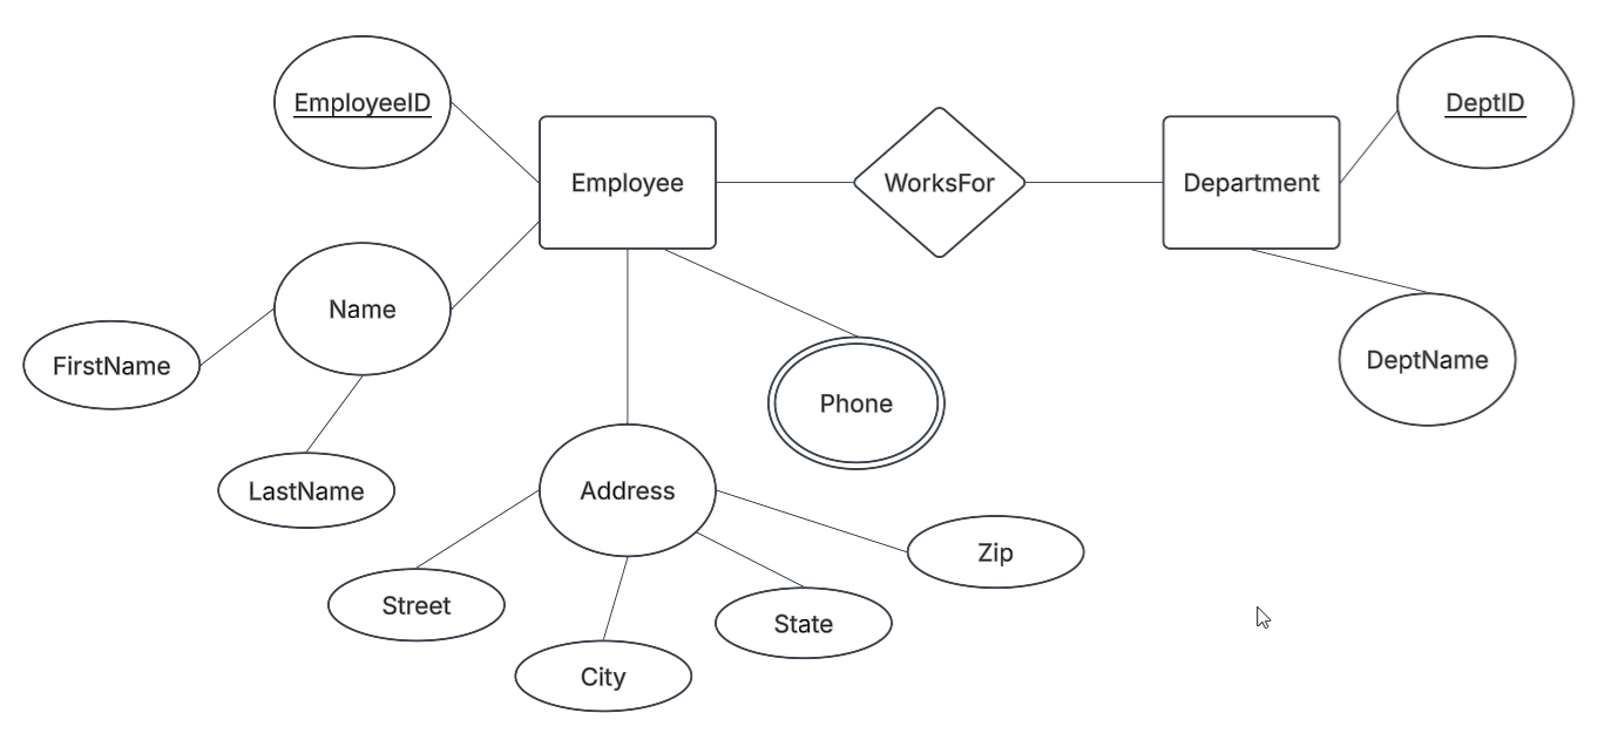 EmployeeID
DeptID
Employee
WorksFor
Department
Name
FirstName
DeptName
Phone
LastName
Address
Zip
Street
State
City